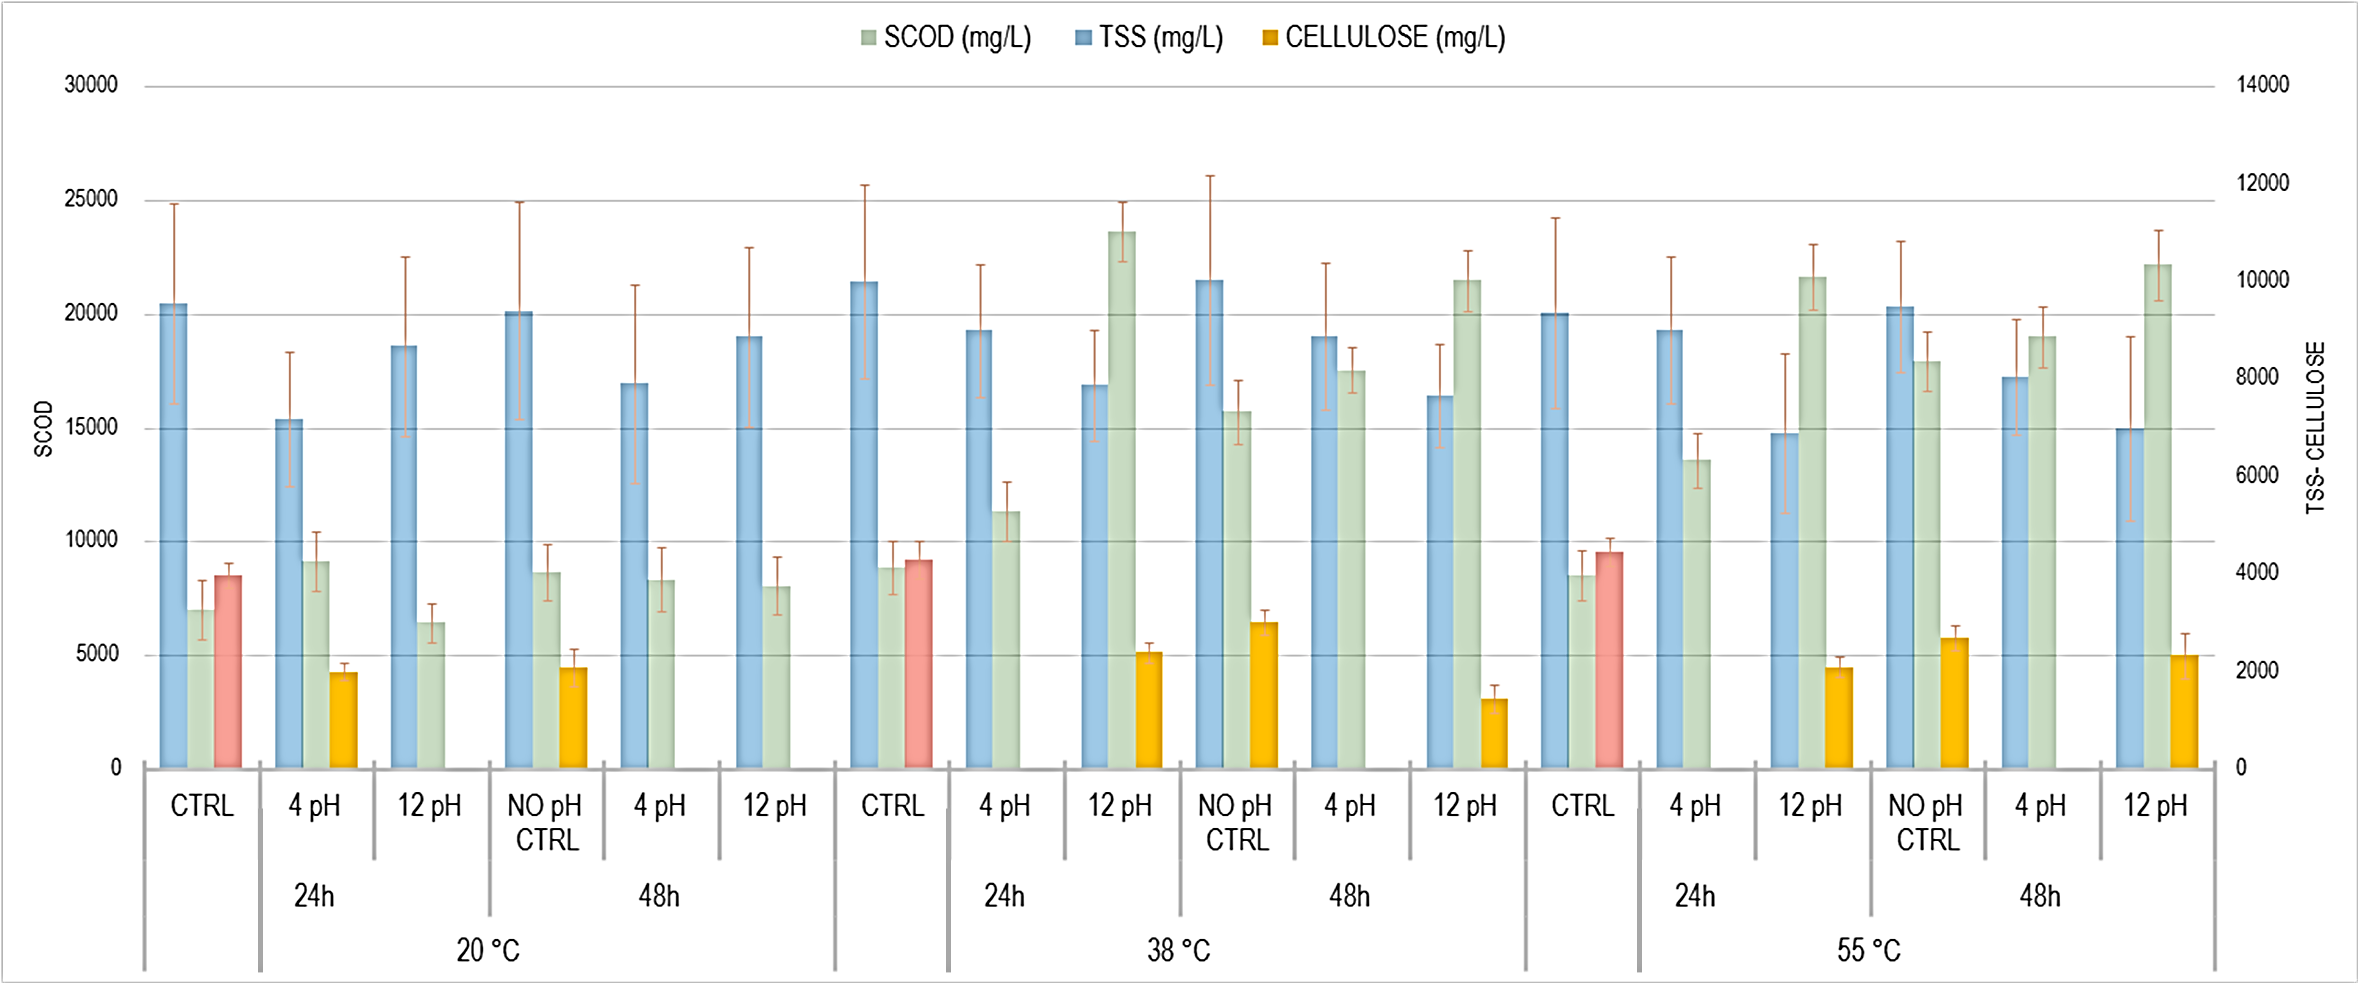 SCOD (mg/L) TSS (mg/L) CELLULOSE (mg/L)
30000 14000
25000 12000
20000 10000
15000 8000
10000 6000
5000 4000
0 2000
0
SCOD
TSS- CELLULOSE
CTRL 4 pH 12 pH NO pH CTRL 4 pH 12 pH CTRL 4 pH 12 pH NO pH CTRL 4 pH 12 pH CTRL 4 pH 12 pH NO pH CTRL 4 pH 12 pH
24h 48h 24h 48h 24h 48h
20 °C 38 °C 55 °C